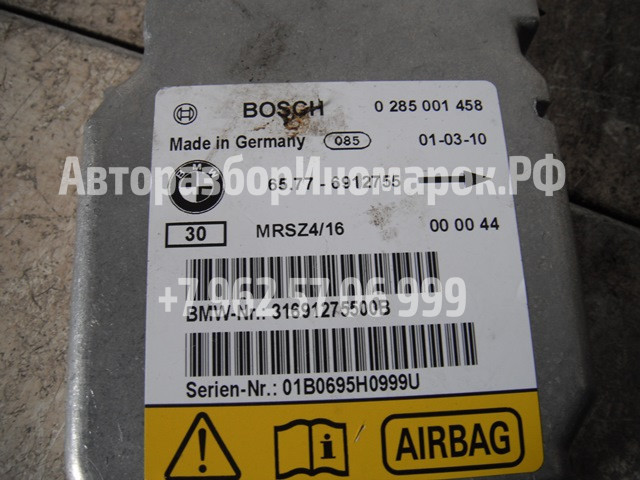 BOSCH 0 285 001 458
Made in Germany 085 01-03-10
АвторазборИномарок.РФ
BMW 65.77 - 6912755
30 MRSZ4/16 00 00 44
+7 962 57 06 999
BMW-Nr.: 31691275500B
Serien-Nr.: 01B0695H0999U
AIRBAG